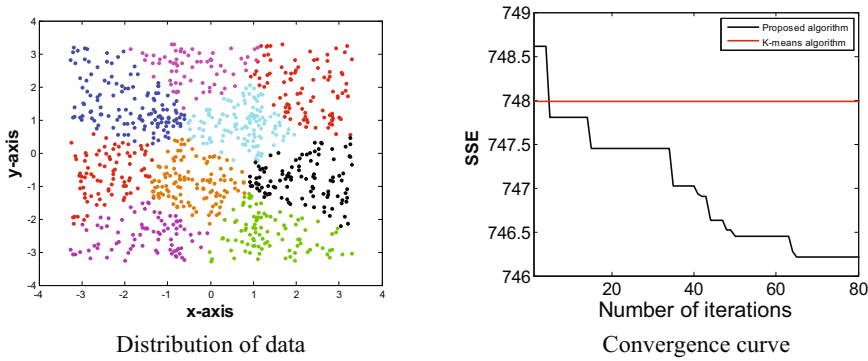 4
3
2
1
0
-1
-2
-3
-4
y-axis
-4 -3 -2 -1 0 1 2 3 4
x-axis
Distribution of data
749
748.5
748
747.5
747
746.5
746
SSE
Proposed algorithm
K-means algorithm
20 40 60 80
Number of iterations
Convergence curve